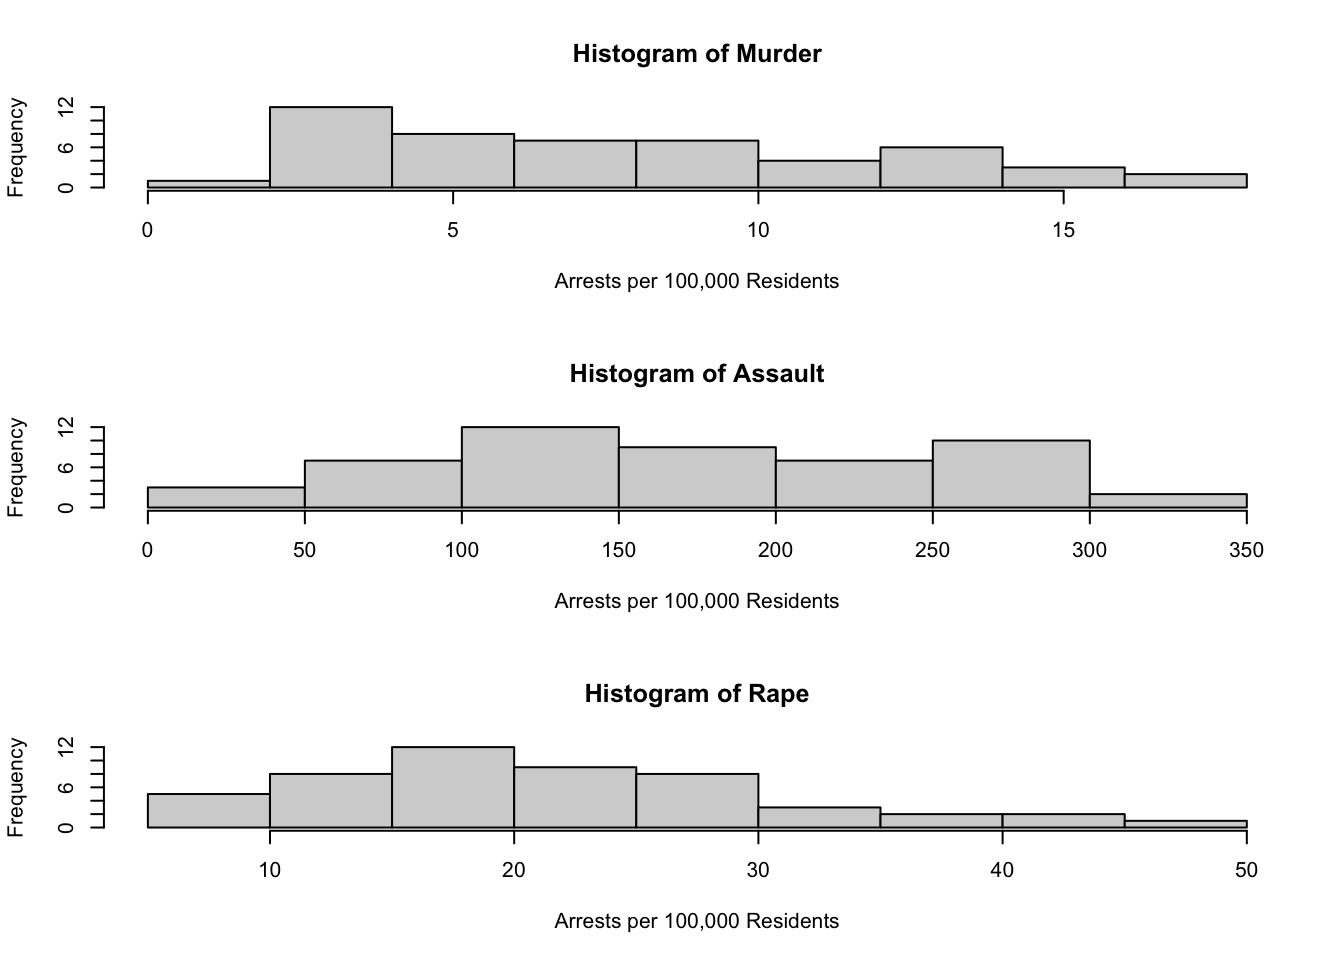 Histogram of Murder
Frequency
12
6
0
0 5 10 15
Arrests per 100,000 Residents
Histogram of Assault
Frequency
12
6
0
0 50 100 150 200 250 300 350
Arrests per 100,000 Residents
Histogram of Rape
Frequency
12
6
0
10 20 30 40 50
Arrests per 100,000 Residents